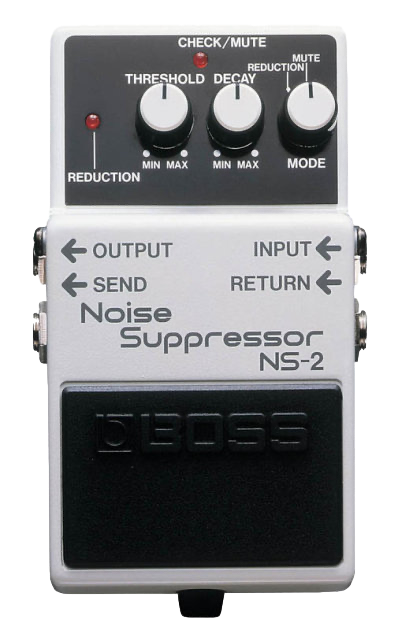 CHECK/MUTE
MUTE
REDUCTION
THRESHOLD DECAY
MIN MAX MIN MAX
MODE
REDUCTION
OUTPUT INPUT
SEND RETURN
Noise
Suppressor
NS-2
BOSS